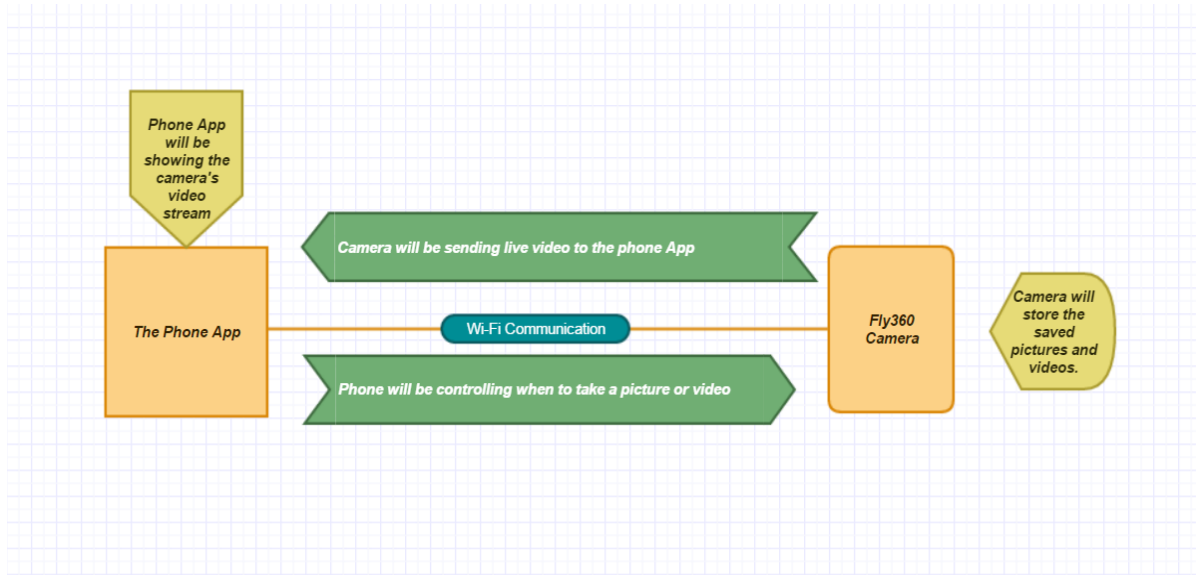 Phone App
will be
showing the
camera's
video
stream
Camera will be sending live video to the phone App
The Phone App
Wi-Fi Communication
Fly360
Camera
Camera will
store the
saved
pictures and
videos.
Phone will be controlling when to take a picture or video